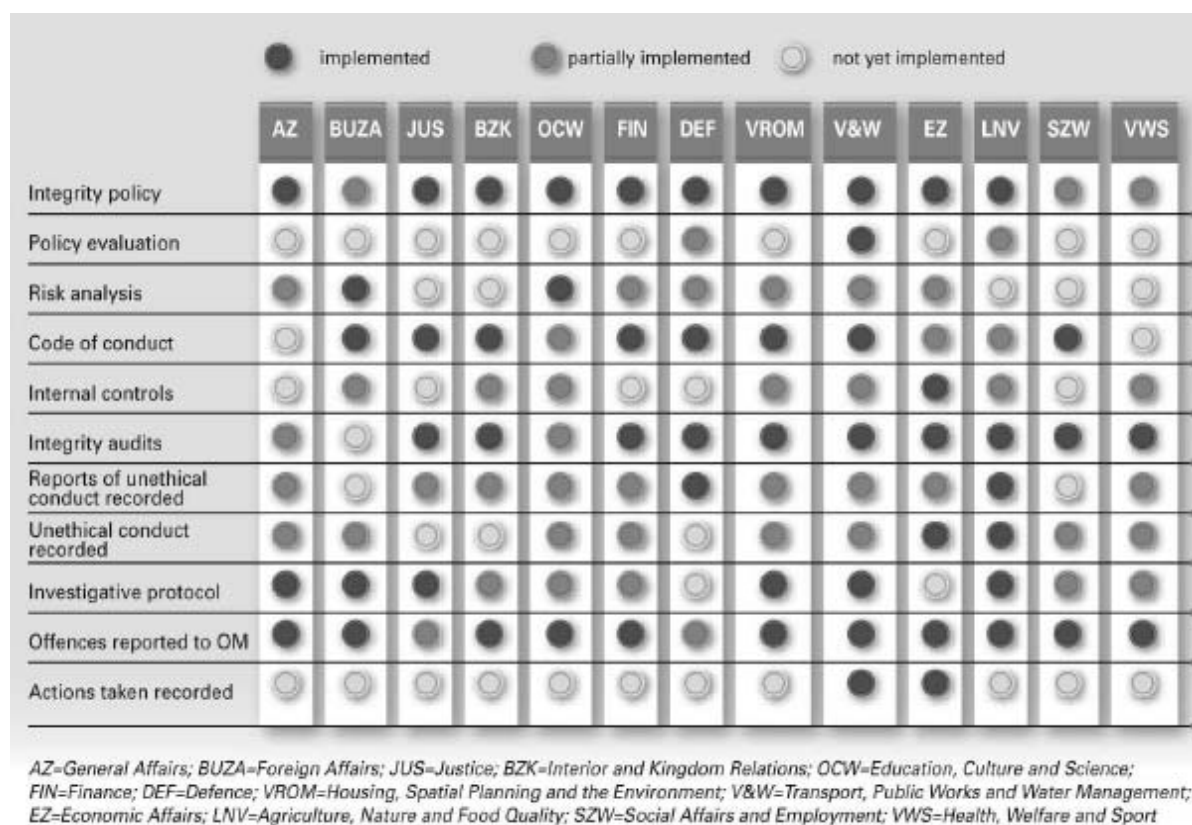 implemented partially implemented not yet implemented
AZ BUZA JUS BZK OCW FIN DEF VROM V&W EZ LNV SZW VWS
Integrity policy
Policy evaluation
Risk analysis
Code of conduct
Internal controls
Integrity audits
Reports of unethical
conduct recorded
Unethical conduct
recorded
Investigative protocol
Offences reported to OM
Actions taken recorded
AZ=General Affairs; BUZA=Foreign Affairs; JUS=Justice; BZK=Interior and Kingdom Relations; OCW=Education, Culture and Science;
FIN=Finance; DEF=Defence; VROM=Housing, Spatial Planning and the Environment; V&W=Transport, Public Works and Water Management;
EZ=Economic Affairs; LNV=Agriculture, Nature and Food Quality; SZW=Social Affairs and Employment; VWS=Health, Welfare and Sport